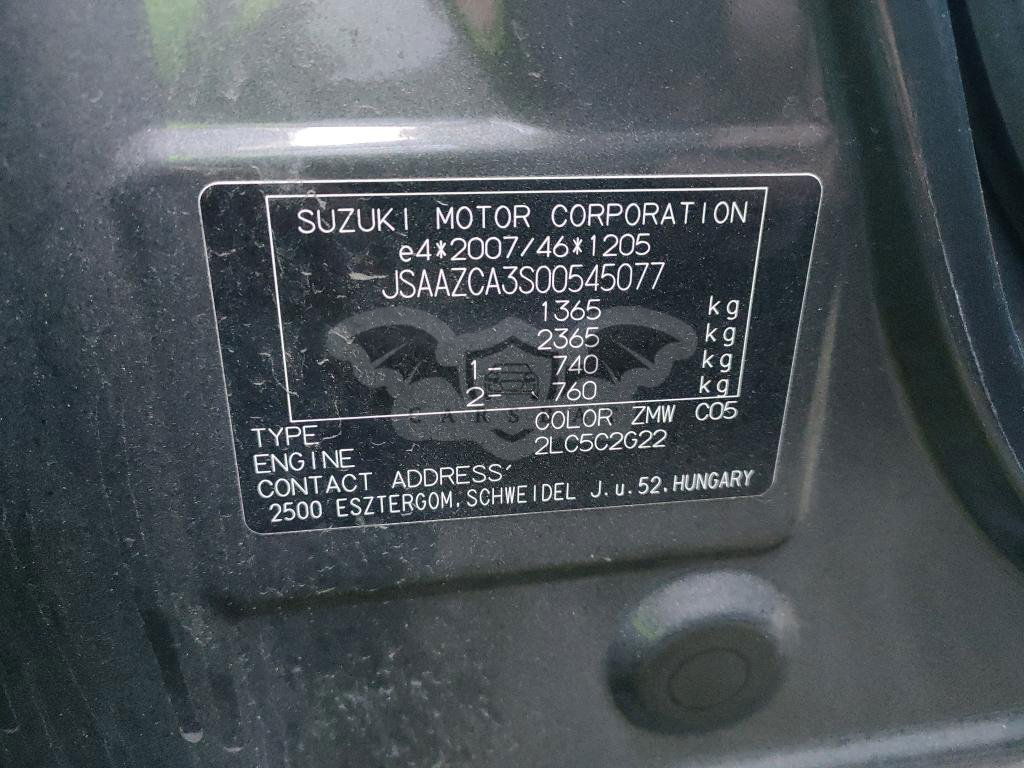 SUZUKI MOTOR CORPORATION
e4*2007/46*1205
JSAAZCA3S00545077
1365 kg
2365 kg
1- 740 kg
2- 760 kg
TYPE COLOR ZMW C05
ENGINE 2LC5C2G22
CONTACT ADDRESS
2500 ESZTERGOM, SCHWEIDEL J. u. 52. HUNGARY